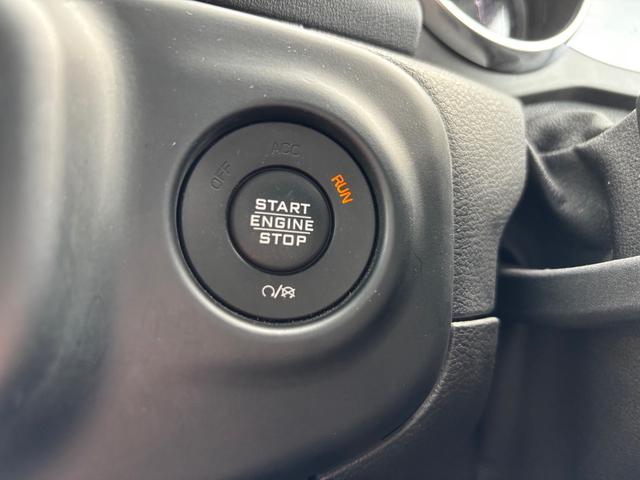 OFF
ACC
RUN
START
ENGINE
STOP